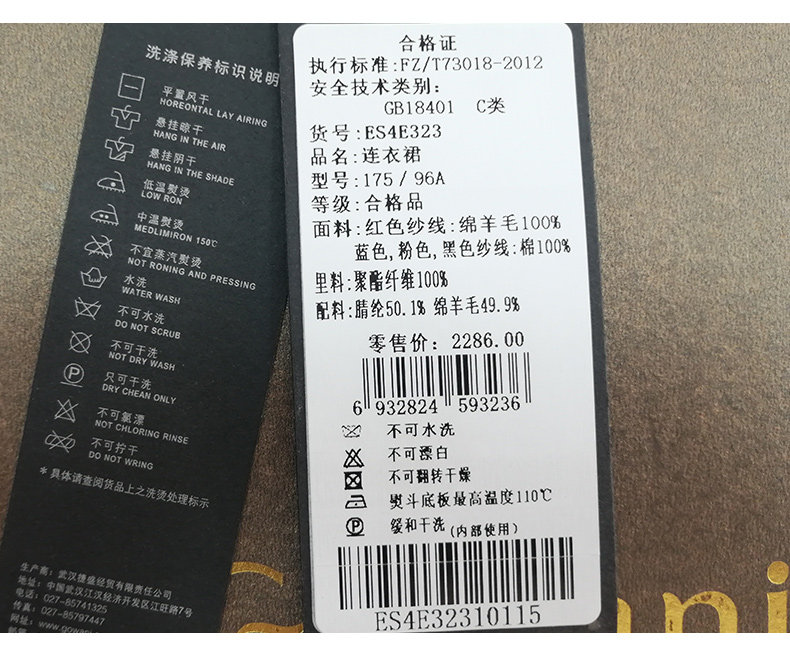 洗涤保养标识说明
平置风干
HOREONTAL LAY AIRING
悬挂晾干
HANG IN THE AIR
悬挂阴干
HANG IN THE SHADE
低温熨烫
LOW RON
中温熨烫
MEDLIMIRON 150℃
不宜蒸汽熨烫
NOT RONING AND PRESSING
水洗
WATER WASH
不可水洗
DO NOT SCRUB
不可干洗
NOT DRY WASH
只可干洗
DRY CHEAN ONLY
不可氯漂
NOT CHLORING RINSE
不可拧干
DO NOT WRING
*具体请查阅货品上之洗烫处理标示
生产商:武汉捷盛经贸有限责任公司
地址:中国武汉江汉经济开发区江旺路7号
电话:027-85741325
传真:027-85797447
合格证
执行标准:FZ/T73018-2012
安全技术类别:
GB18401 C类
货号:ES4E323
品名:连衣裙
型号:175/96A
等级:合格品
面料:红色纱线:绵羊毛100%
蓝色,粉色,黑色纱线:棉100%
里料:聚酯纤维100%
配料:腈纶50.1% 绵羊毛49.9%
零售价:2286.00
6 932824 593236
不可水洗
不可漂白
不可翻转干燥
熨斗底板最高温度110℃
缓和干洗(内部使用)
ES4E32310115